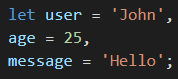 let user = 'John',
age = 25,
message = 'Hello';